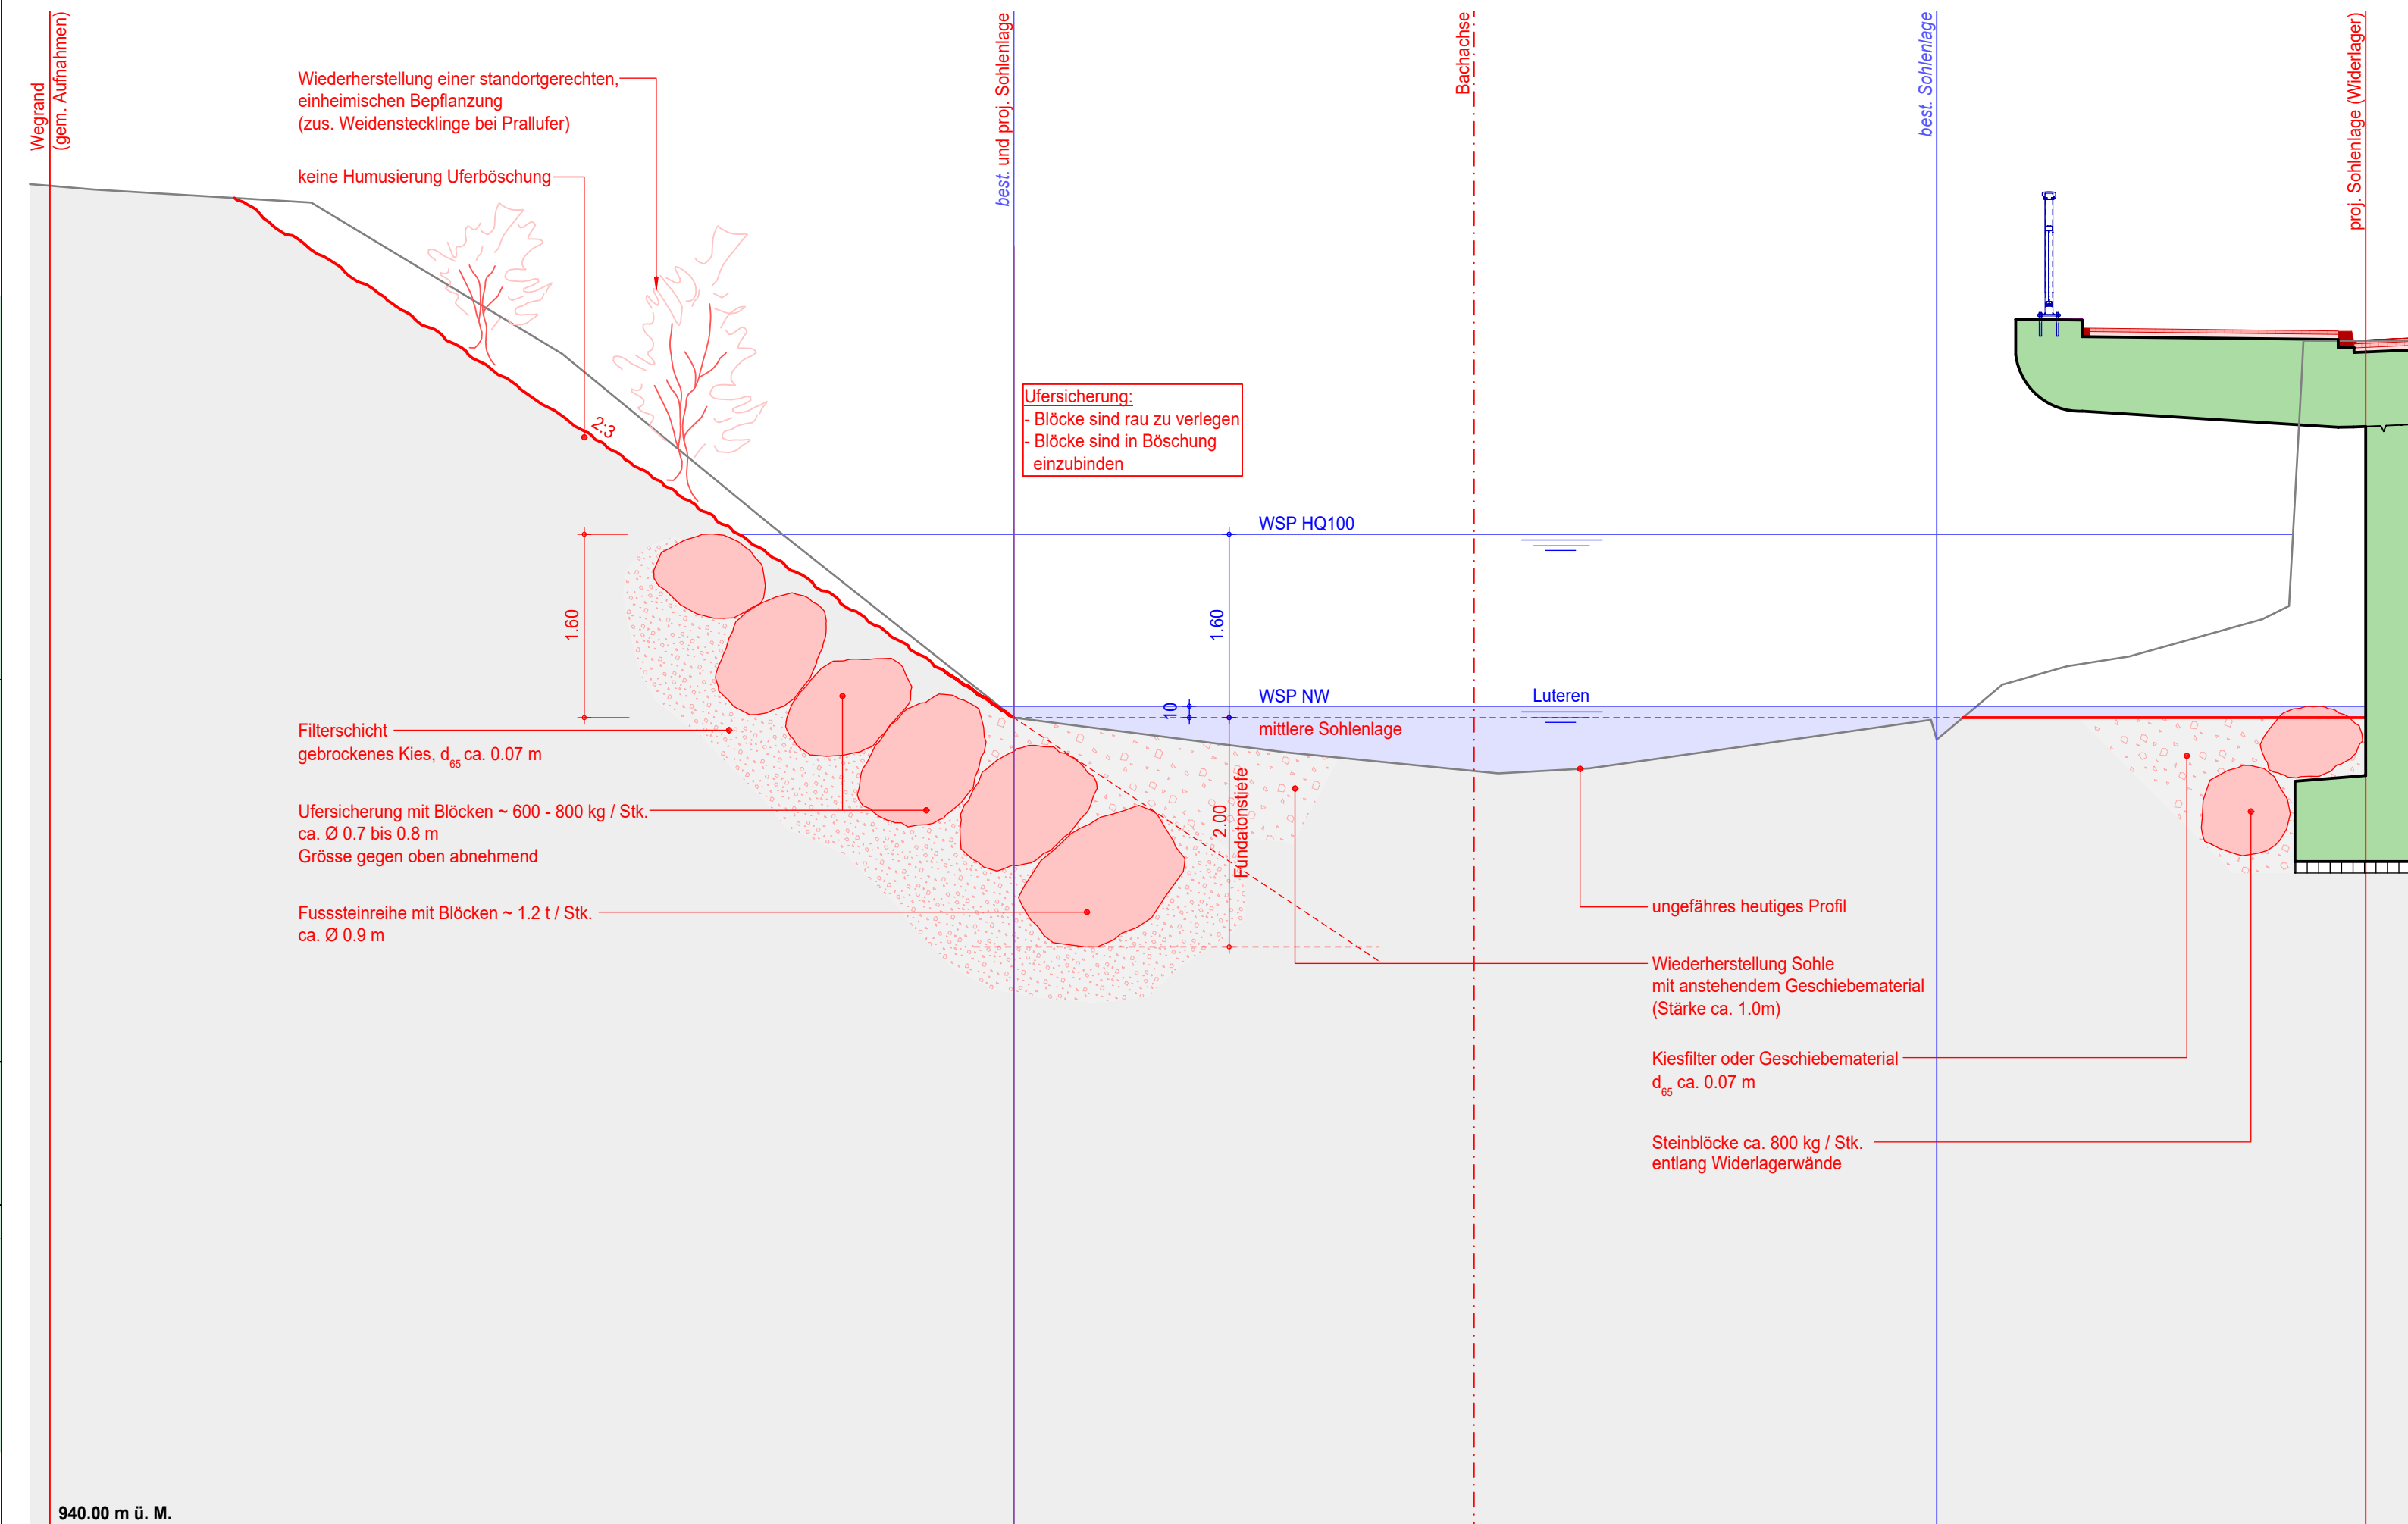 Wegrand
(gem. Aufnahmen)
best. und proj. Sohlenlage
Bachachse
best. Sohlenlage
proj. Sohlenlage (Widerlager)
Wiederherstellung einer standortgerechten,
einheimischen Bepflanzung
(zus. Weidenstecklinge bei Prallufer)
keine Humusierung Uferböschung
2:3
Ufersicherung:
- Blöcke sind rau zu verlegen
- Blöcke sind in Böschung
einzubinden
WSP HQ100
1.60
1.60
WSP NW
Luteren
10
mittlere Sohlenlage
Filterschicht
gebrockenes Kies, d65 ca. 0.07 m
2.00
Fundatonstiefe
Ufersicherung mit Blöcken ~ 600 - 800 kg / Stk.
ca. Ø 0.7 bis 0.8 m
Grösse gegen oben abnehmend
Fusssteinreihe mit Blöcken ~ 1.2 t / Stk.
ca. Ø 0.9 m
ungefähres heutiges Profil
Wiederherstellung Sohle
mit anstehendem Geschiebematerial
(Stärke ca. 1.0m)
Kiesfilter oder Geschiebematerial
d65 ca. 0.07 m
Steinblöcke ca. 800 kg / Stk.
entlang Widerlagerwände
940.00 m ü. M.